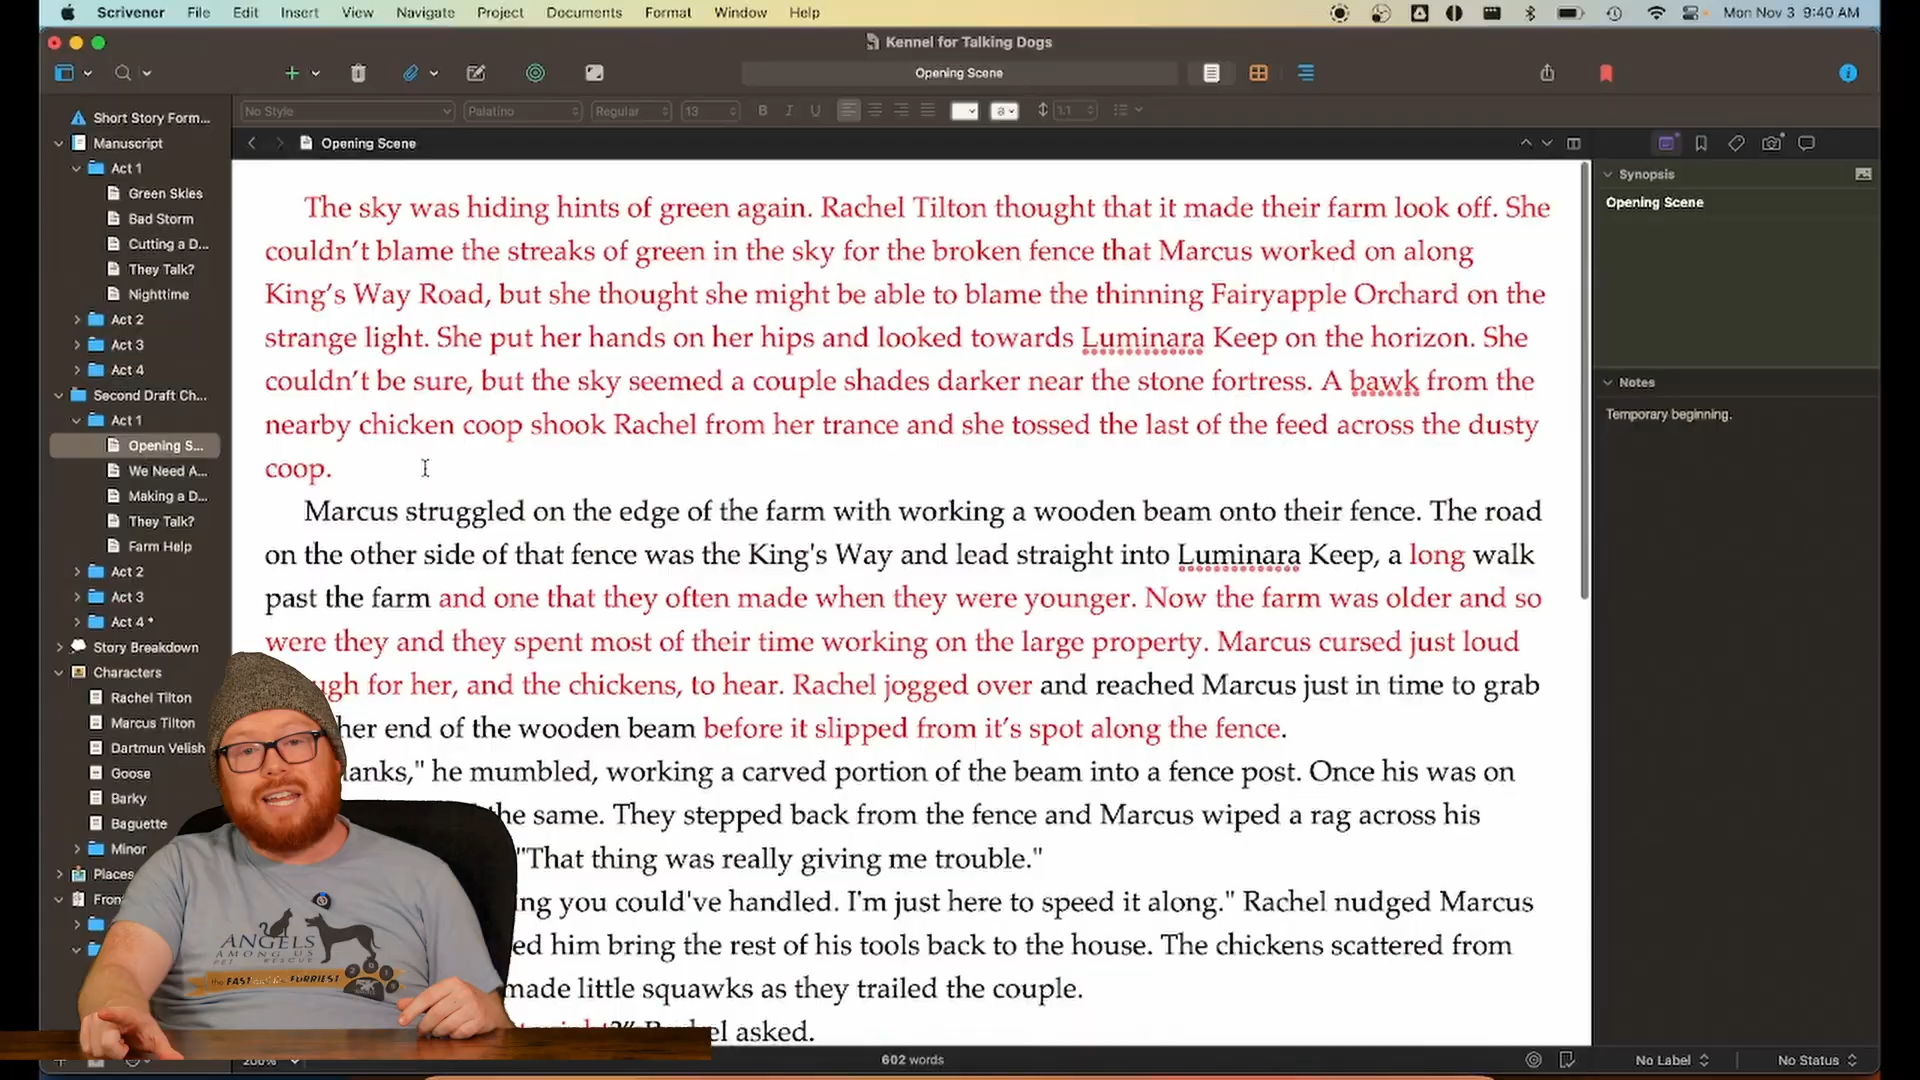 Scrivener File Edit Insert View Navigate Project Documents Format Window Help
Mon Nov 3 9:40 AM
Kennel for Talking Dogs
Opening Scene
No Style
Palatino
Regular
13
B I U
a
1.1
Short Story Form...
Manuscript
Act 1
Green Skies
Bad Storm
Cutting a D...
They Talk?
Nighttime
Act 2
Act 3
Act 4
Second Draft Ch...
Act 1
Opening S...
We Need A...
Making a D...
They Talk?
Farm Help
Act 2
Act 3
Act 4 *
Story Breakdown
Characters
Rachel Tilton
Marcus Tilton
Dartmun Velish
Goose
Barky
Baguette
Minor
Places
Fron
Opening Scene
The sky was hiding hints of green again. Rachel Tilton thought that it made their farm look off. She
couldn’t blame the streaks of green in the sky for the broken fence that Marcus worked on along
King’s Way Road, but she thought she might be able to blame the thinning Fairyapple Orchard on the
strange light. She put her hands on her hips and looked towards Luminara Keep on the horizon. She
couldn’t be sure, but the sky seemed a couple shades darker near the stone fortress. A bawk from the
nearby chicken coop shook Rachel from her trance and she tossed the last of the feed across the dusty
coop.
Marcus struggled on the edge of the farm with working a wooden beam onto their fence. The road
on the other side of that fence was the King's Way and lead straight into Luminara Keep, a long walk
past the farm and one that they often made when they were younger. Now the farm was older and so
were they and they spent most of their time working on the large property. Marcus cursed just loud
ugh for her, and the chickens, to hear. Rachel jogged over and reached Marcus just in time to grab
her end of the wooden beam before it slipped from it’s spot along the fence.
anks," he mumbled, working a carved portion of the beam into a fence post. Once his was on
the same. They stepped back from the fence and Marcus wiped a rag across his
"That thing was really giving me trouble."
ing you could've handled. I'm just here to speed it along." Rachel nudged Marcus
ed him bring the rest of his tools back to the house. The chickens scattered from
made little squawks as they trailed the couple.
el asked.
Synopsis
Opening Scene
Notes
Temporary beginning.
ANGELS
AMONG US
PET RESCUE
the FAST and the FURRIEST
200%
602 words
No Label
No Status